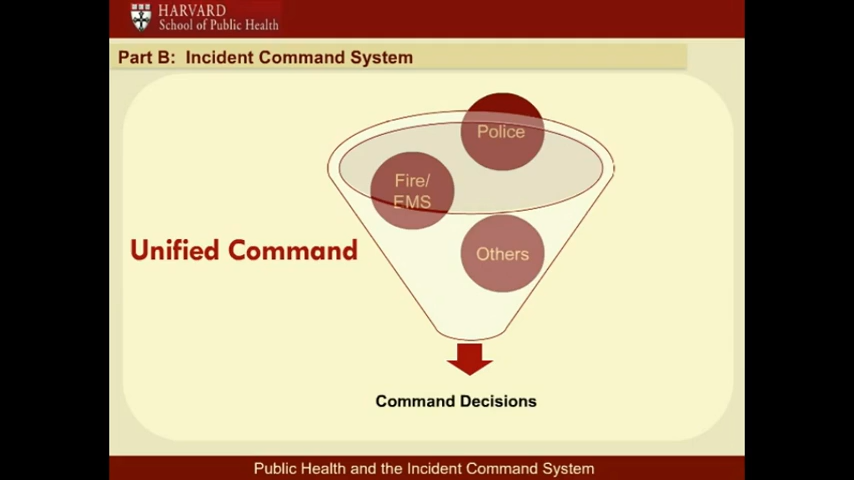 HARVARD
School of Public Health
Part B: Incident Command System
Police
Fire/
EMS
Unified Command
Others
Command Decisions
Public Health and the Incident Command System